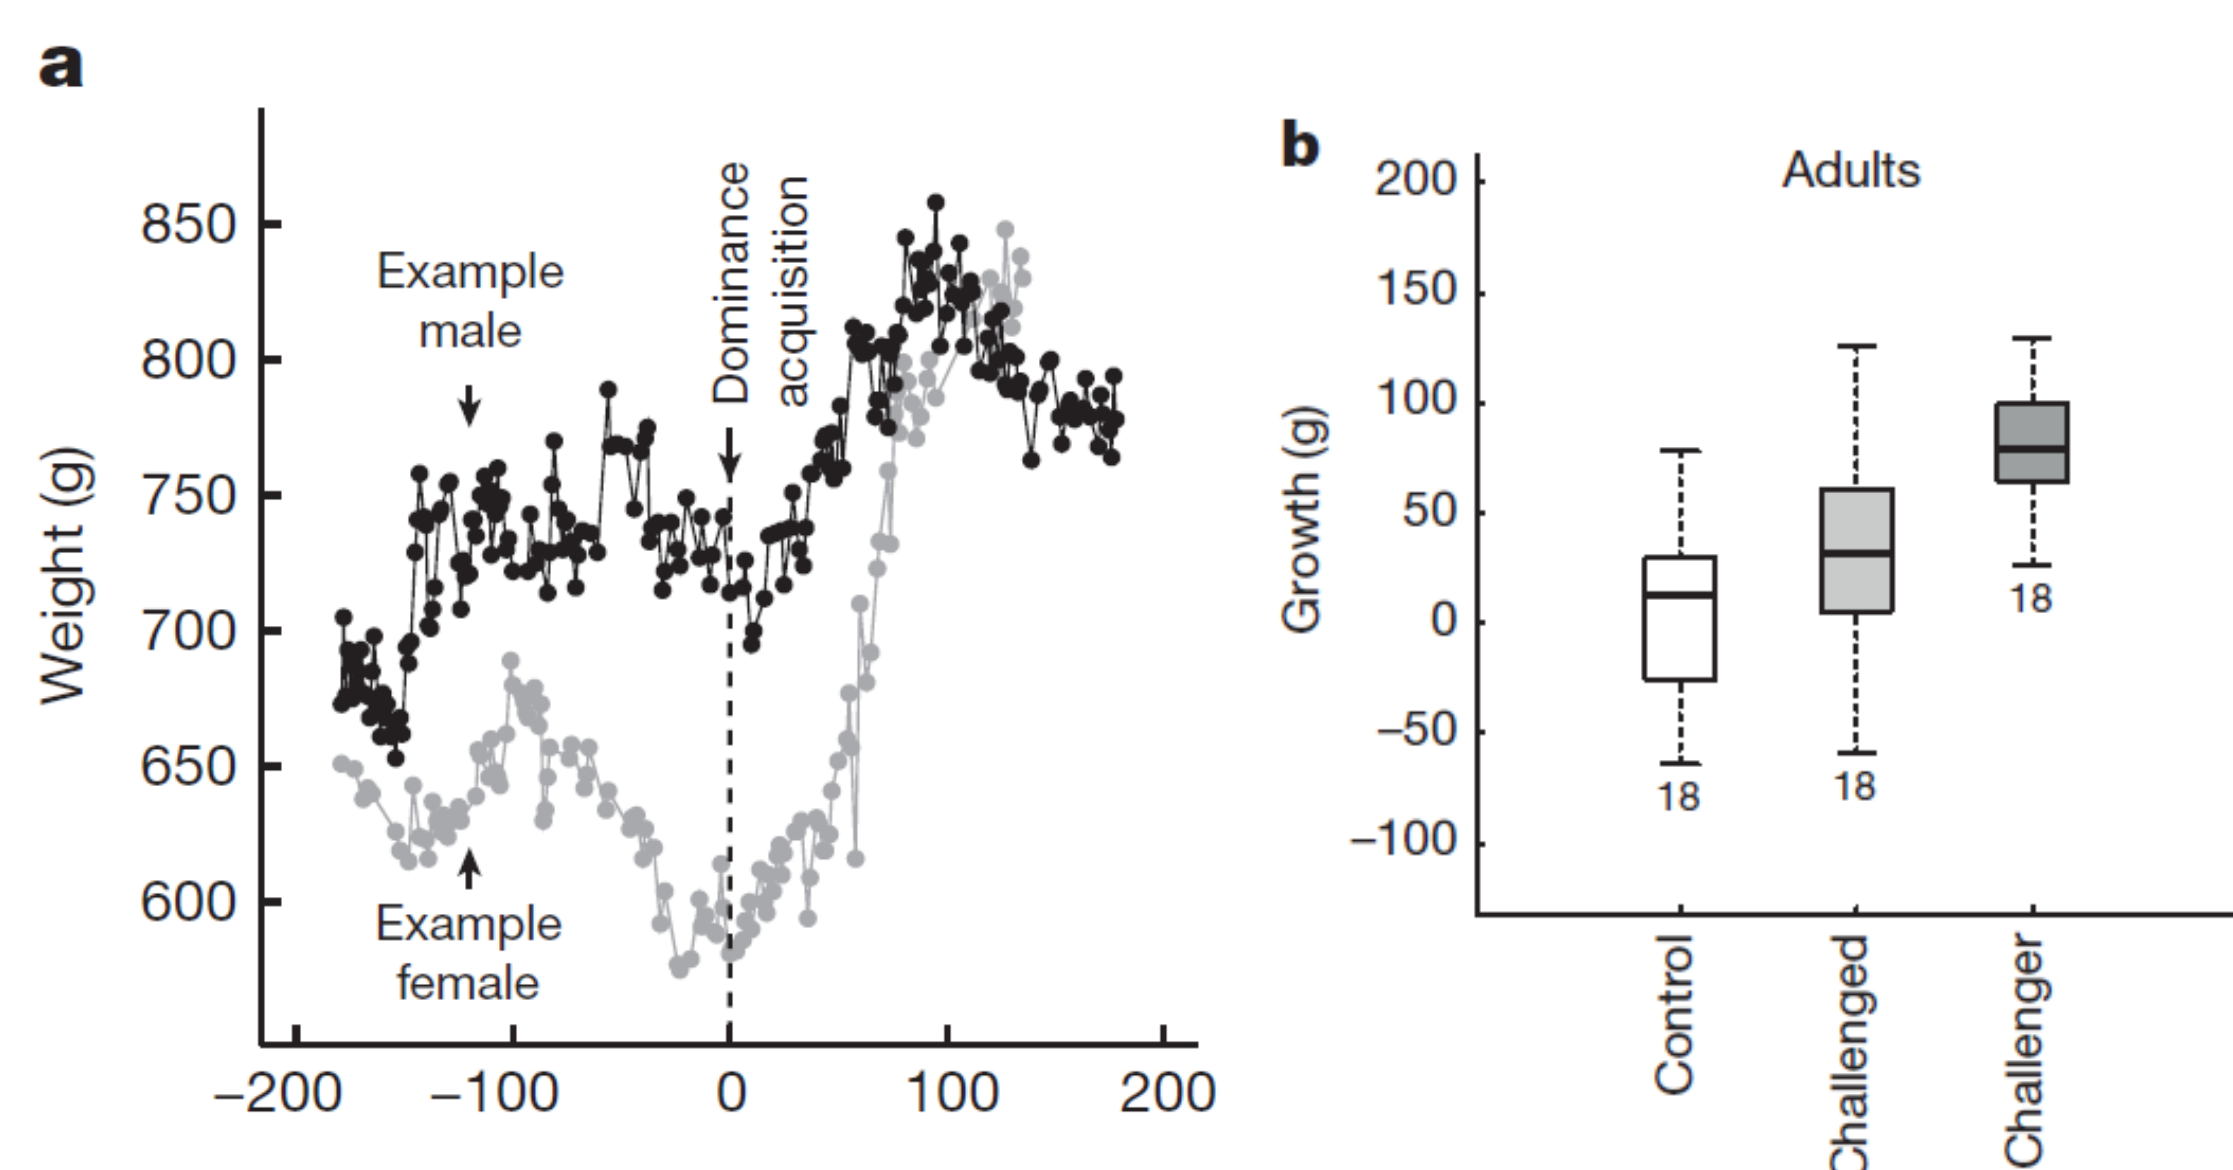 a
850
800
750
700
650
600
Weight (g)
Example
male
Dominance
acquisition
Example
female
−200
−100
0
100
200
b
Adults
200
150
100
50
0
−50
−100
Growth (g)
18
18
18
Control
Challenged
Challenger